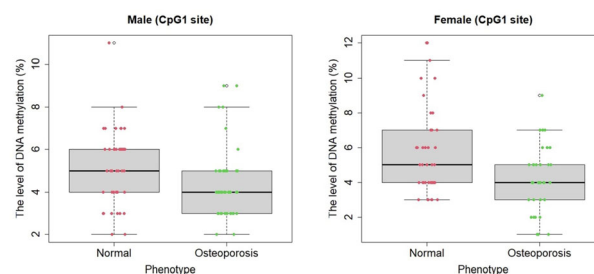 Male (CpG1 site)
The level of DNA methylation (%)
10
8
6
4
2
Normal
Osteoporosis
Phenotype
Female (CpG1 site)
The level of DNA methylation (%)
12
10
8
6
4
2
Normal
Osteoporosis
Phenotype